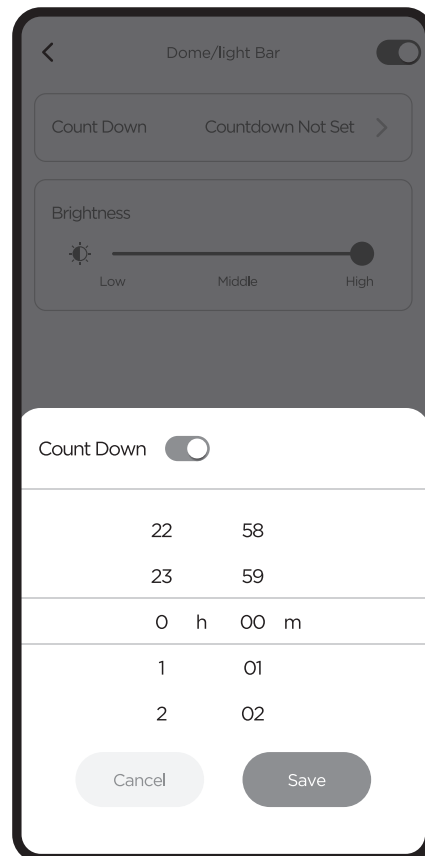 Dome/light Bar
Count Down Countdown Not Set
Brightness
Low Middle High
Count Down
22 58
23 59
0 h 00 m
1 01
2 02
Cancel Save